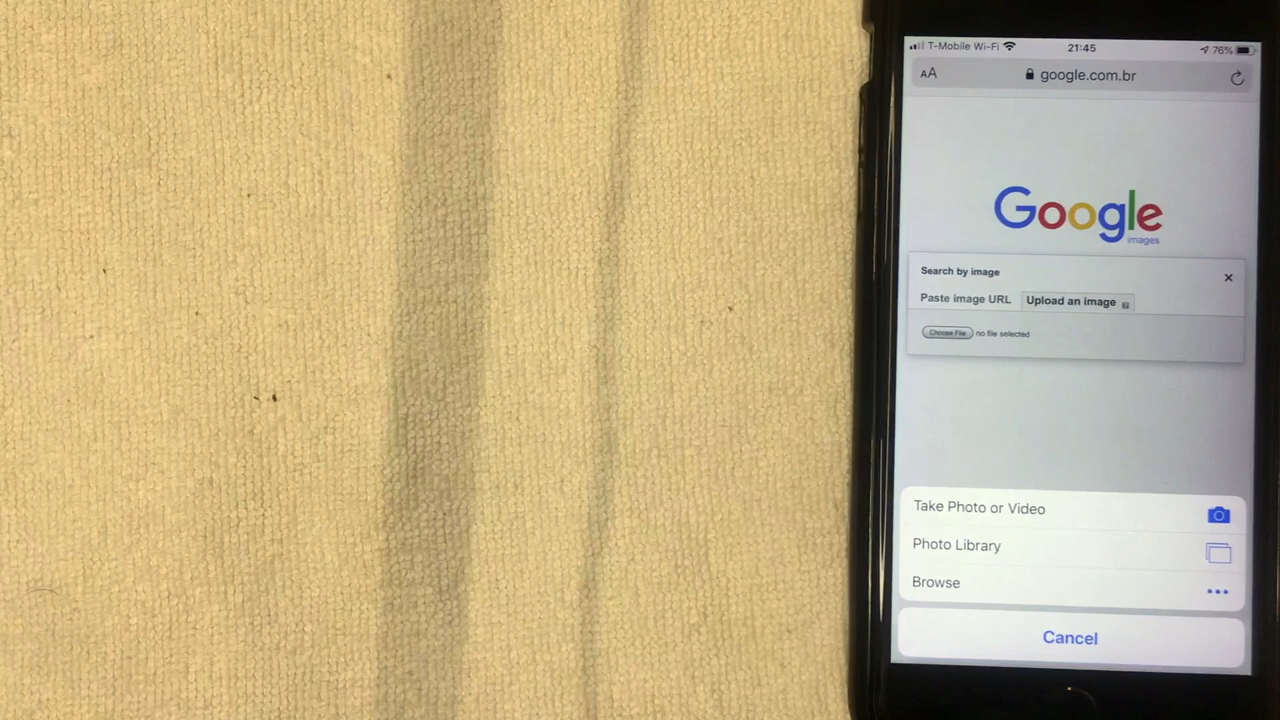 T-Mobile Wi-Fi 21:45 76%
AA google.com.br
Google
images
Search by image
Paste image URL Upload an image
Choose File no file selected
Take Photo or Video
Photo Library
Browse
Cancel